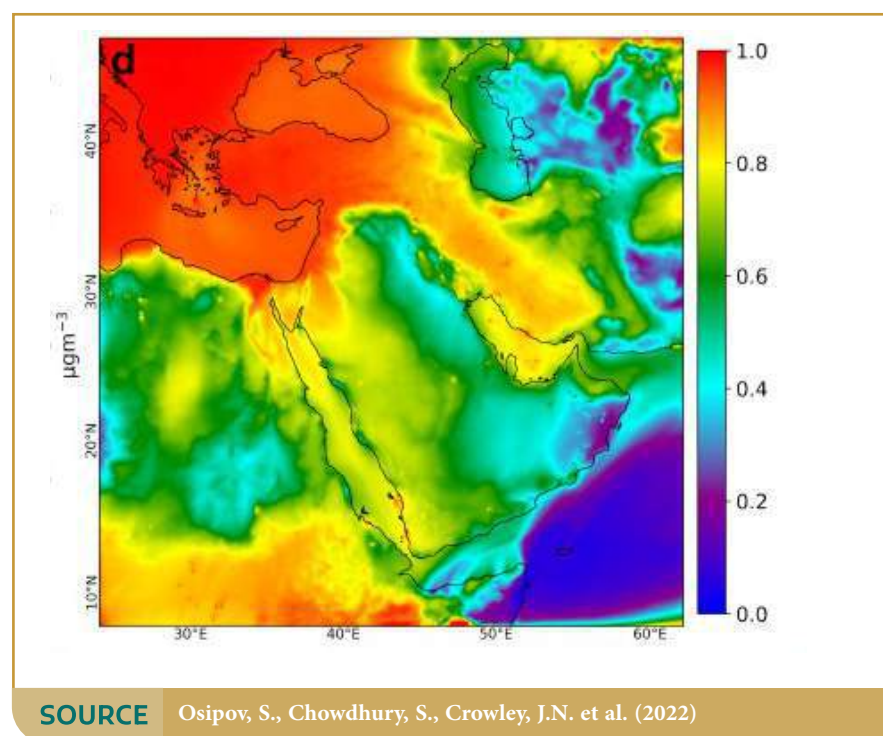 d
1.0
0.8
0.6
0.4
0.2
0.0
40°N
30°N
20°N
10°N
µgm⁻³
30°E 40°E 50°E 60°E
SOURCE Osipov, S., Chowdhury, S., Crowley, J.N. et al. (2022)